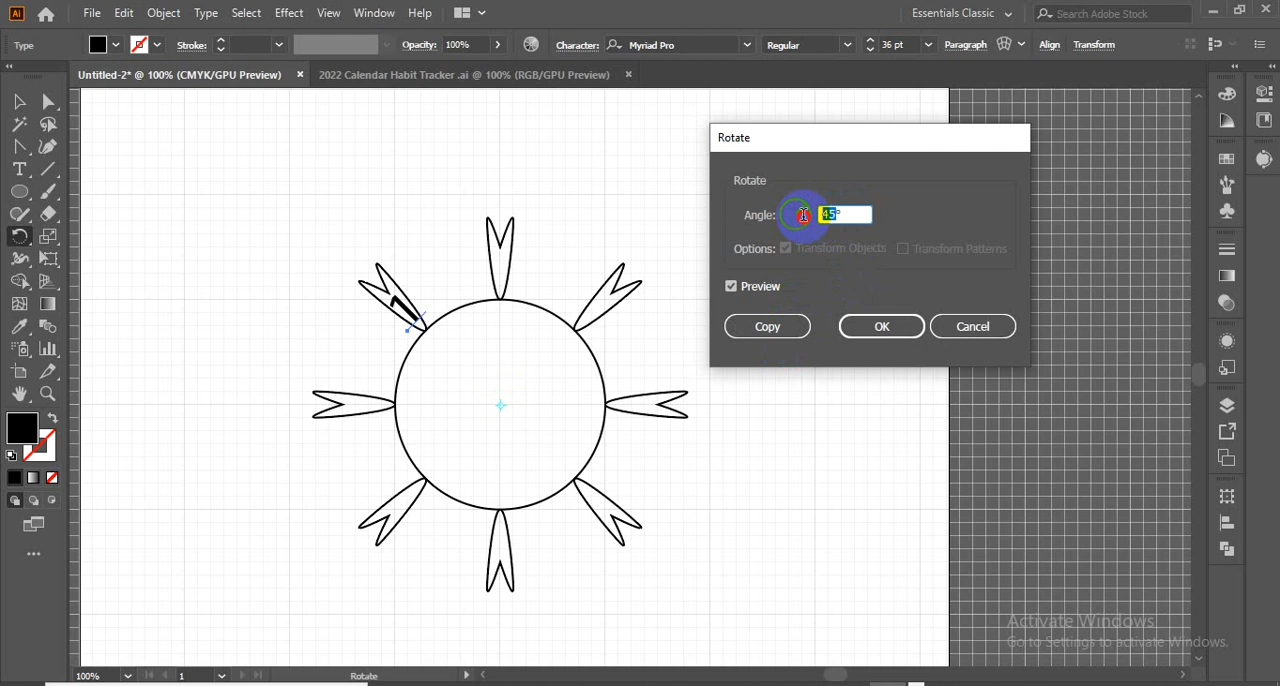 Ai File Edit Object Type Select Effect View Window Help Essentials Classic Search Adobe Stock
Type Stroke: Opacity: 100% Character: Myriad Pro Regular 36 pt Paragraph Align Transform
Untitled-2* @ 100% (CMYK/GPU Preview) × 2022 Calendar Habit Tracker .ai @ 100% (RGB/GPU Preview) ×
Rotate
Rotate
Angle: 45°
Options: Transform Objects Transform Patterns
Preview
Copy OK Cancel
1
Activate Windows
Go to Settings to activate Windows.
100% 1 Rotate